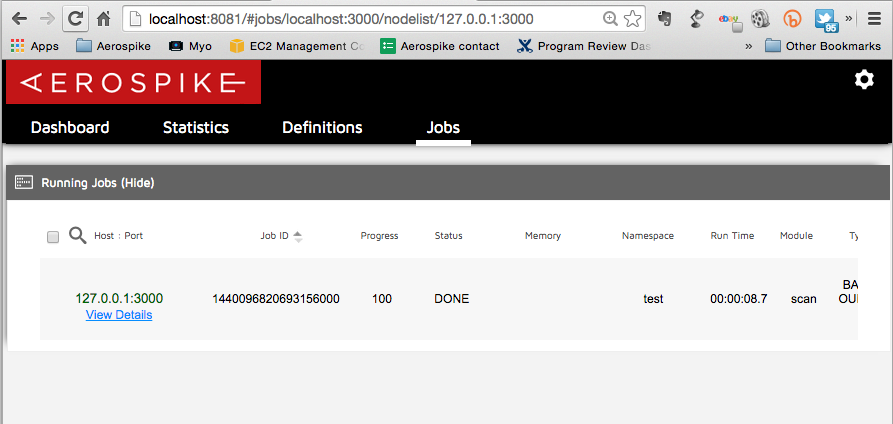 localhost:8081/#jobs/localhost:3000/nodelist/127.0.0.1:3000
ebay
95
Apps Aerospike Myo EC2 Management Co Aerospike contact Program Review Das » Other Bookmarks
AEROSPIKE
Dashboard Statistics Definitions Jobs
Running Jobs (Hide)
Host : Port Job ID Progress Status Memory Namespace Run Time Module Ty
127.0.0.1:3000 1440096820693156000 100 DONE test 00:00:08.7 scan BA
OU
View Details